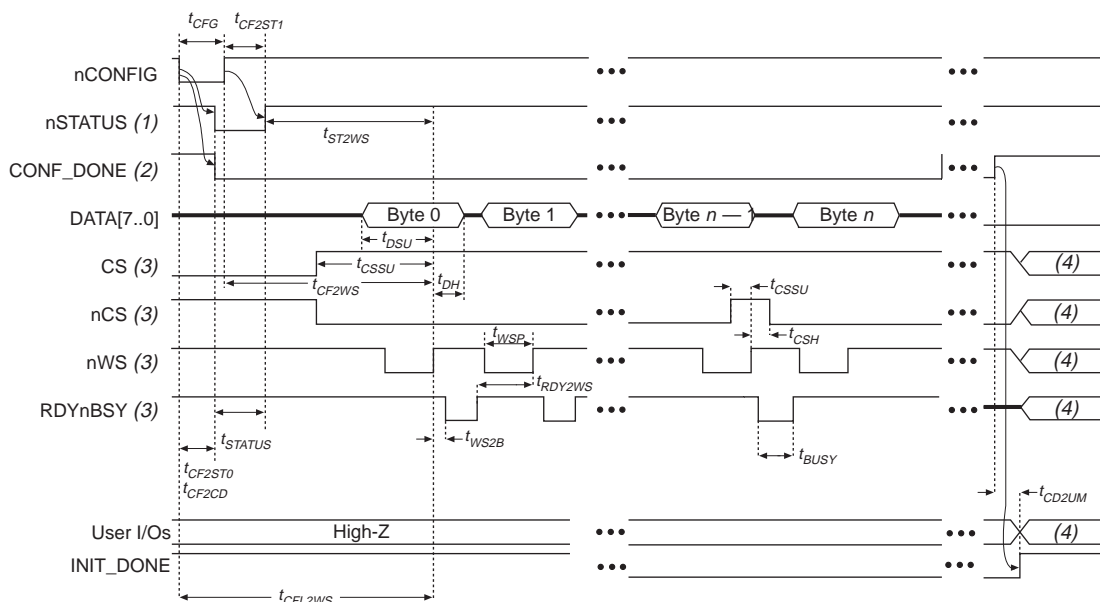 tCFG tCF2ST1
nCONFIG
nSTATUS (1)
tST2WS
CONF_DONE (2)
DATA[7..0] Byte 0 Byte 1 Byte n — 1 Byte n
tDSU
CS (3) tCSSU (4)
tCF2WS tDH tCSSU
nCS (3) (4)
tWSP tCSH
nWS (3) (4)
tRDY2WS
RDYnBSY (3) (4)
tSTATUS tWS2B
tBUSY
tCF2ST0
tCF2CD
tCD2UM
User I/Os High-Z (4)
INIT_DONE
tCFL2WS